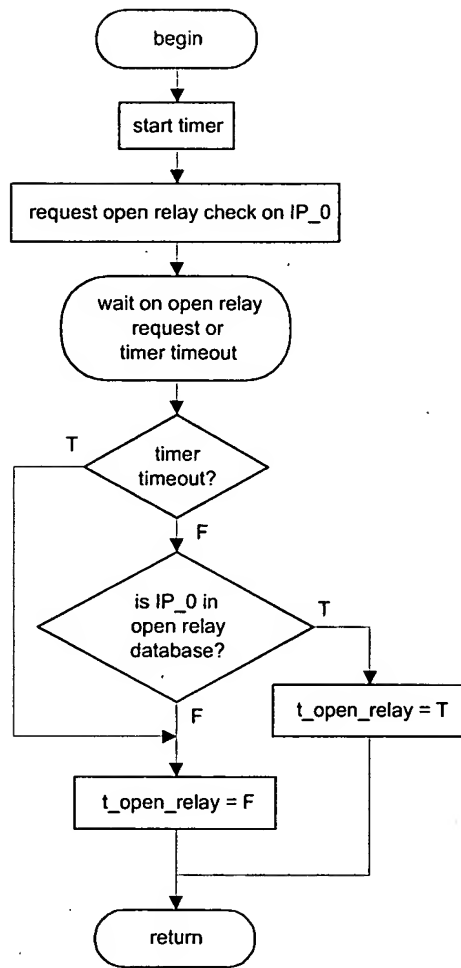 begin
start timer
request open relay check on IP_0
wait on open relay
request or
timer timeout
T
timer
timeout?
F
is IP_0 in
open relay
database?
T
F
t_open_relay = T
t_open_relay = F
return